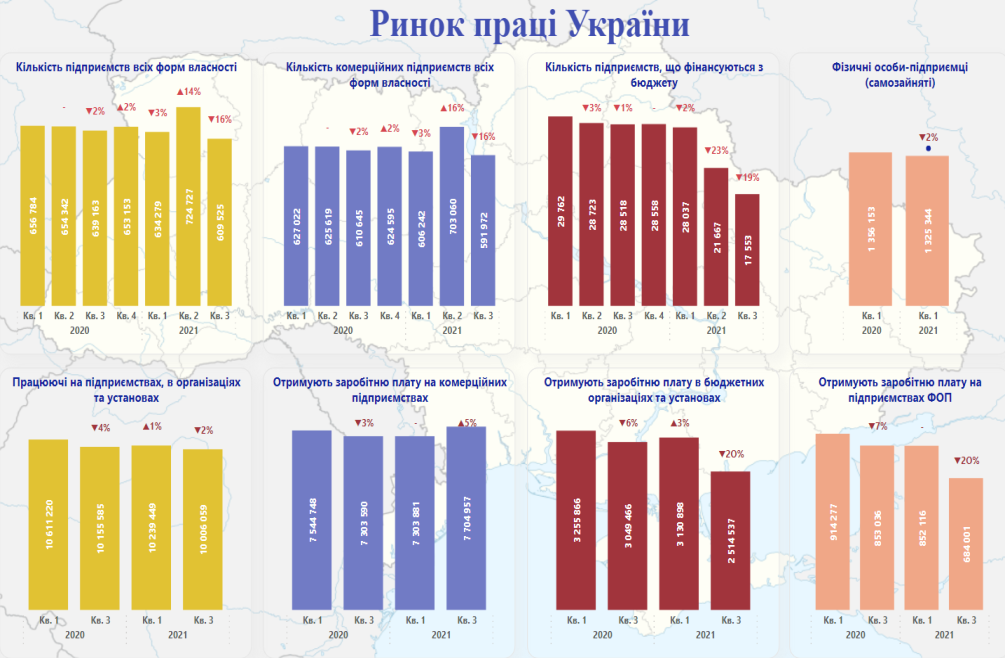 Ринок праці України
Кількість підприємств всіх форм власності
- ▼2% ▲2% ▼3% ▲14% ▼16%
656 784 654 342 639 163 653 153 634 279 724 727 609 525
Кв. 1 Кв. 2 Кв. 3 Кв. 4 Кв. 1 Кв. 2 Кв. 3
2020 2021
Кількість комерційних підприємств всіх
форм власності
- ▼2% ▲2% ▼3% ▲16% ▼16%
627 022 625 619 610 645 624 595 606 242 703 060 591 972
Кв. 1 Кв. 2 Кв. 3 Кв. 4 Кв. 1 Кв. 2 Кв. 3
2020 2021
Кількість підприємств, що фінансуються з
бюджету
▼3% ▼1% - ▼2% ▼23% ▼19%
29 762 28 723 28 518 28 558 28 037 21 667 17 553
Кв. 1 Кв. 2 Кв. 3 Кв. 4 Кв. 1 Кв. 2 Кв. 3
2020 2021
Фізичні особи-підприємці
(самозайняті)
▼2%
1 356 153 1 325 344
Кв. 1 Кв. 1
2020 2021
Працюючі на підприємствах, в організаціях
та установах
▼4% ▲1% ▼2%
10 611 220 10 155 585 10 239 449 10 006 059
Кв. 1 Кв. 3 Кв. 1 Кв. 3
2020 2021
Отримують заробітню плату на комерційних
підприємствах
▼3% - ▲5%
7 544 748 7 303 590 7 303 881 7 704 957
Кв. 1 Кв. 3 Кв. 1 Кв. 3
2020 2021
Отримують заробітню плату в бюджетних
організаціях та установах
▼6% ▲3% ▼20%
3 255 866 3 049 466 3 130 898 2 514 537
Кв. 1 Кв. 3 Кв. 1 Кв. 3
2020 2021
Отримують заробітню плату на
підприємствах ФОП
▼7% - ▼20%
914 277 853 036 852 116 684 001
Кв. 1 Кв. 3 Кв. 1 Кв. 3
2020 2021